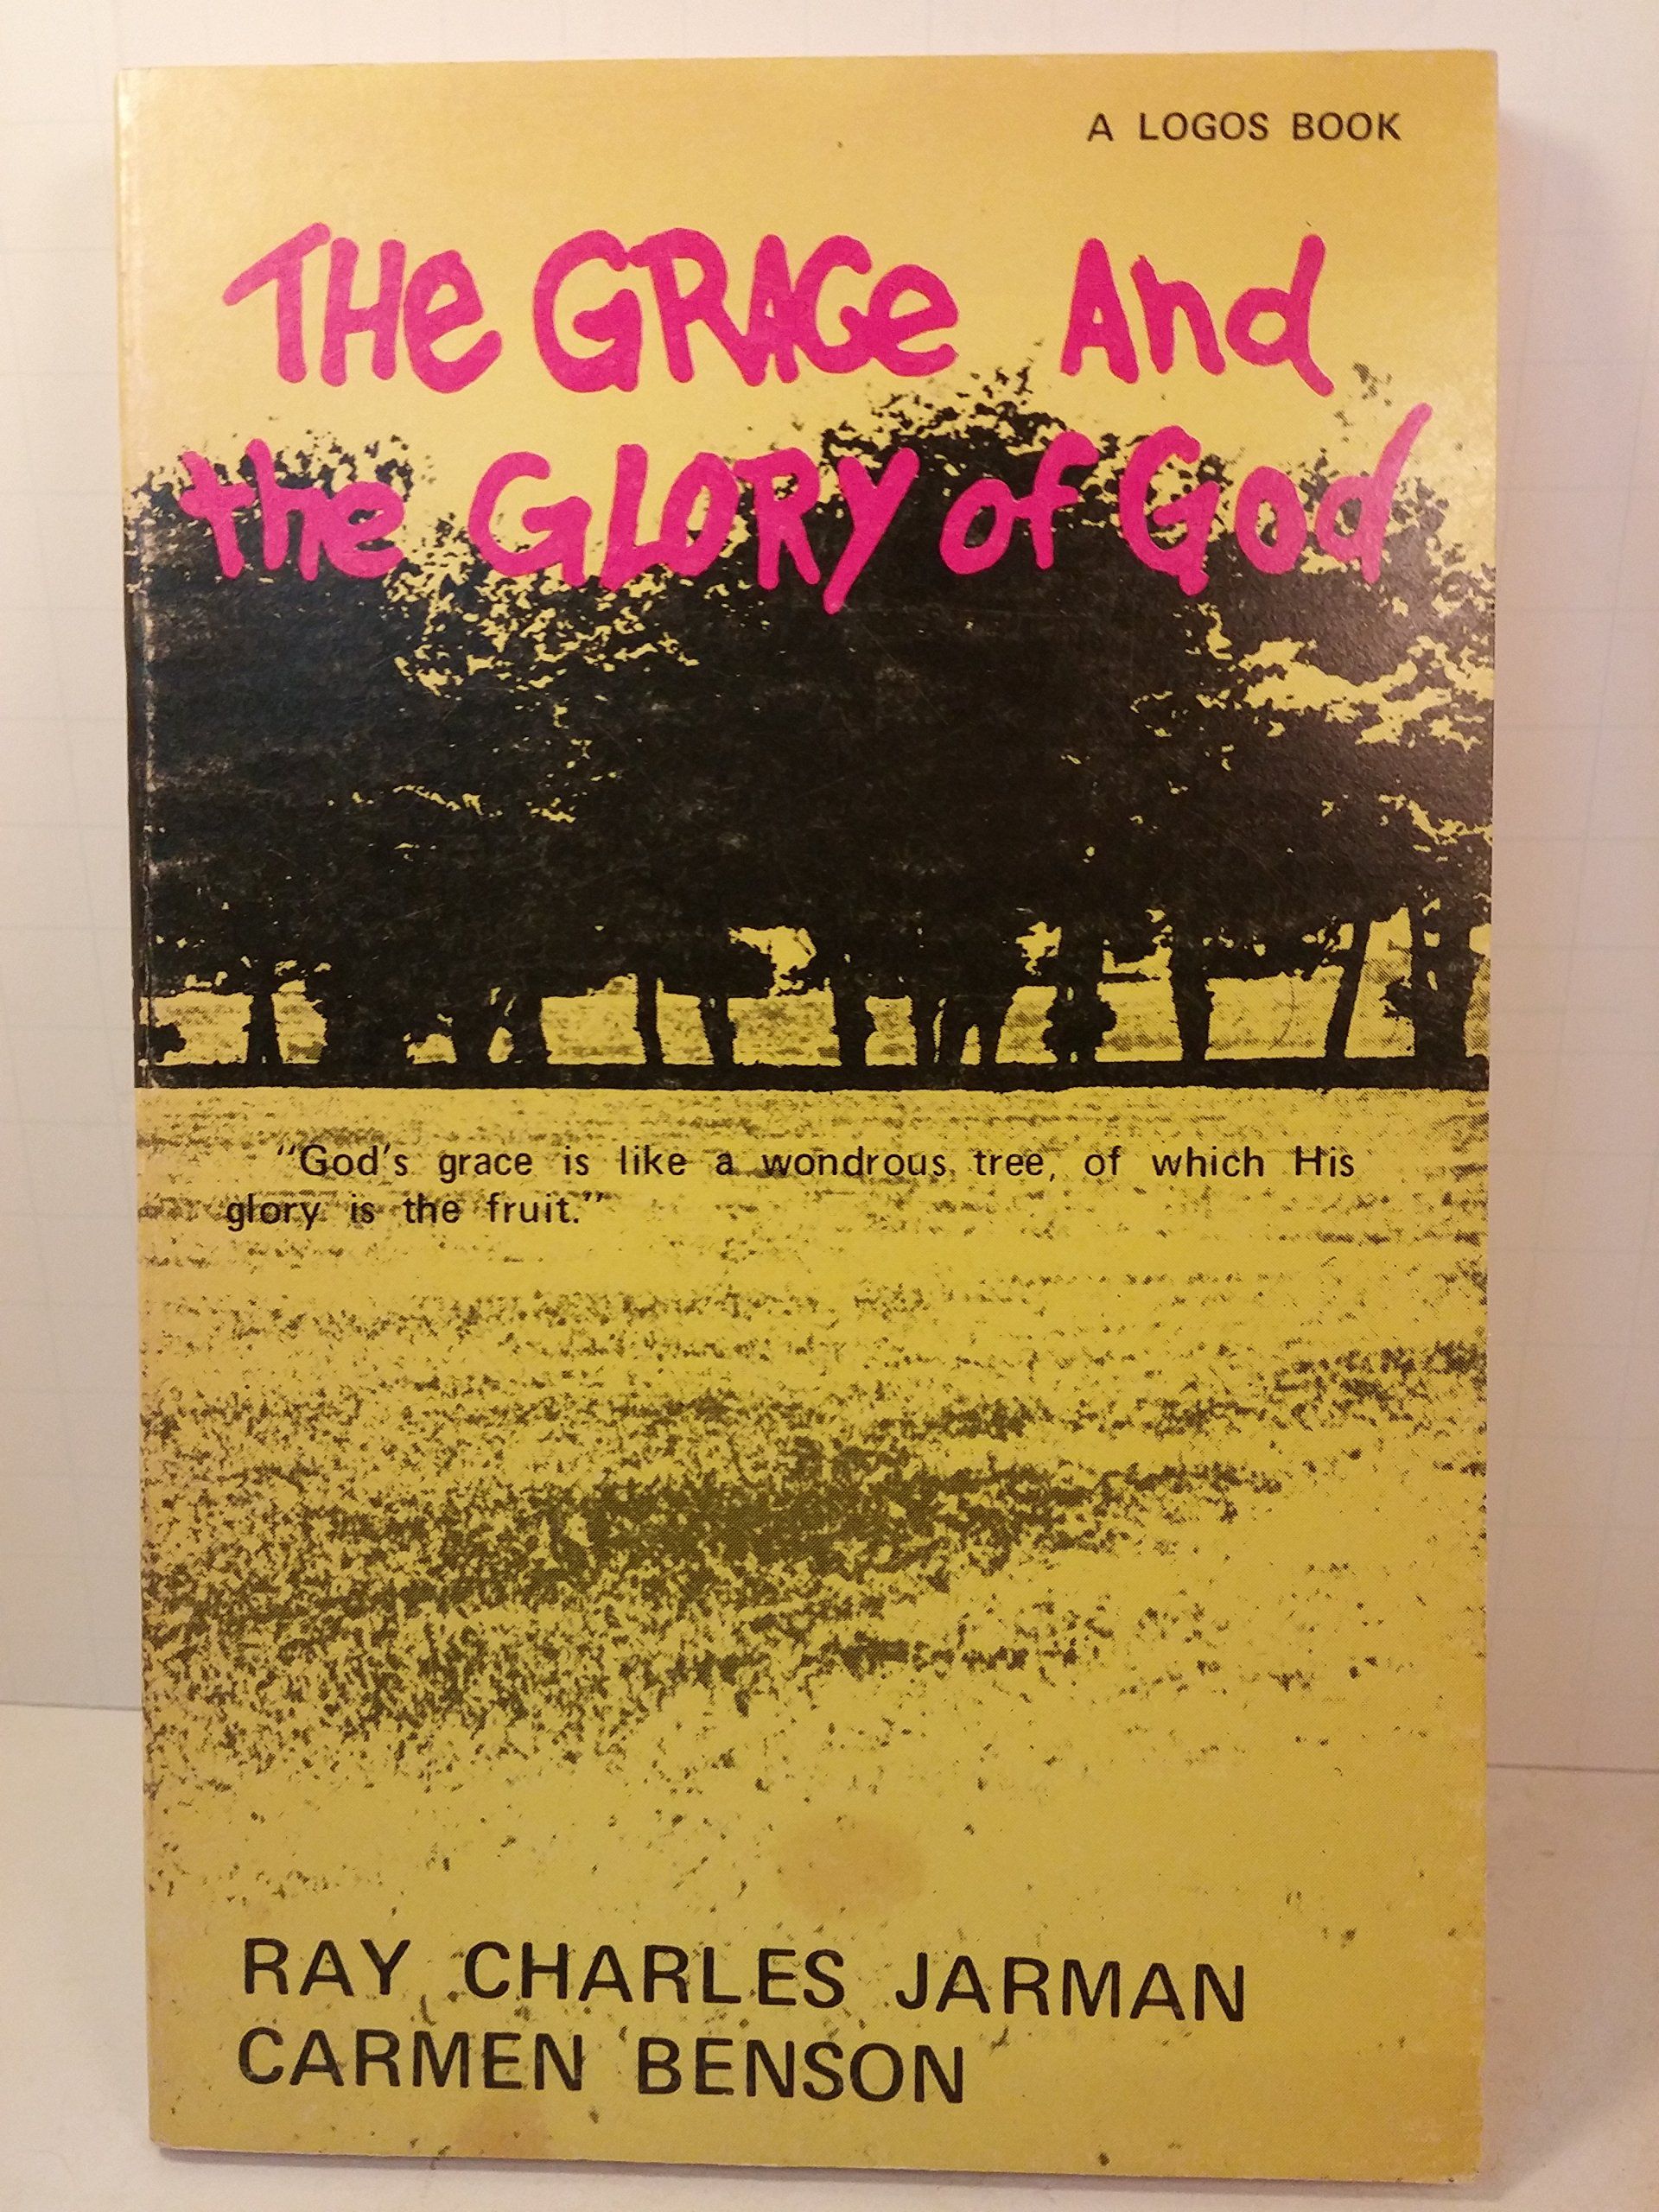 A LOGOS BOOK
THe GRACe And
the GLORY of God
"God's grace is like a wondrous tree, of which His
glory is the fruit."
RAY CHARLES JARMAN
CARMEN BENSON